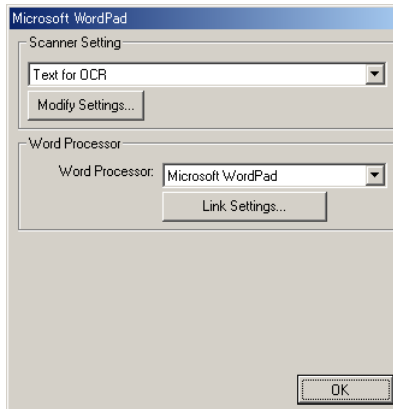 Microsoft WordPad
Scanner Setting
Text for OCR
Modify Settings...
Word Processor
Word Processor: Microsoft WordPad
Link Settings...
OK